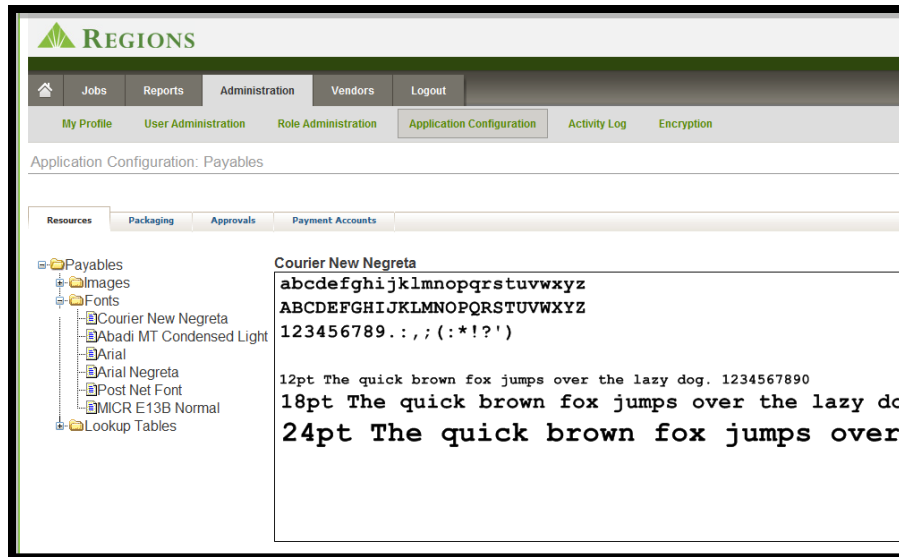 REGIONS
Jobs Reports Administration Vendors Logout
My Profile User Administration Role Administration Application Configuration Activity Log Encryption
Application Configuration: Payables
Resources Packaging Approvals Payment Accounts
Payables
Images
Fonts
Courier New Negreta
Abadi MT Condensed Light
Arial
Arial Negreta
Post Net Font
MICR E13B Normal
Lookup Tables
Courier New Negreta
abcdefghijklmnopqrstuvwxyz
ABCDEFGHIJKLMNOPQRSTUVWXYZ
123456789.:,;(:*!?')
12pt The quick brown fox jumps over the lazy dog. 1234567890
18pt The quick brown fox jumps over the lazy do
24pt The quick brown fox jumps over